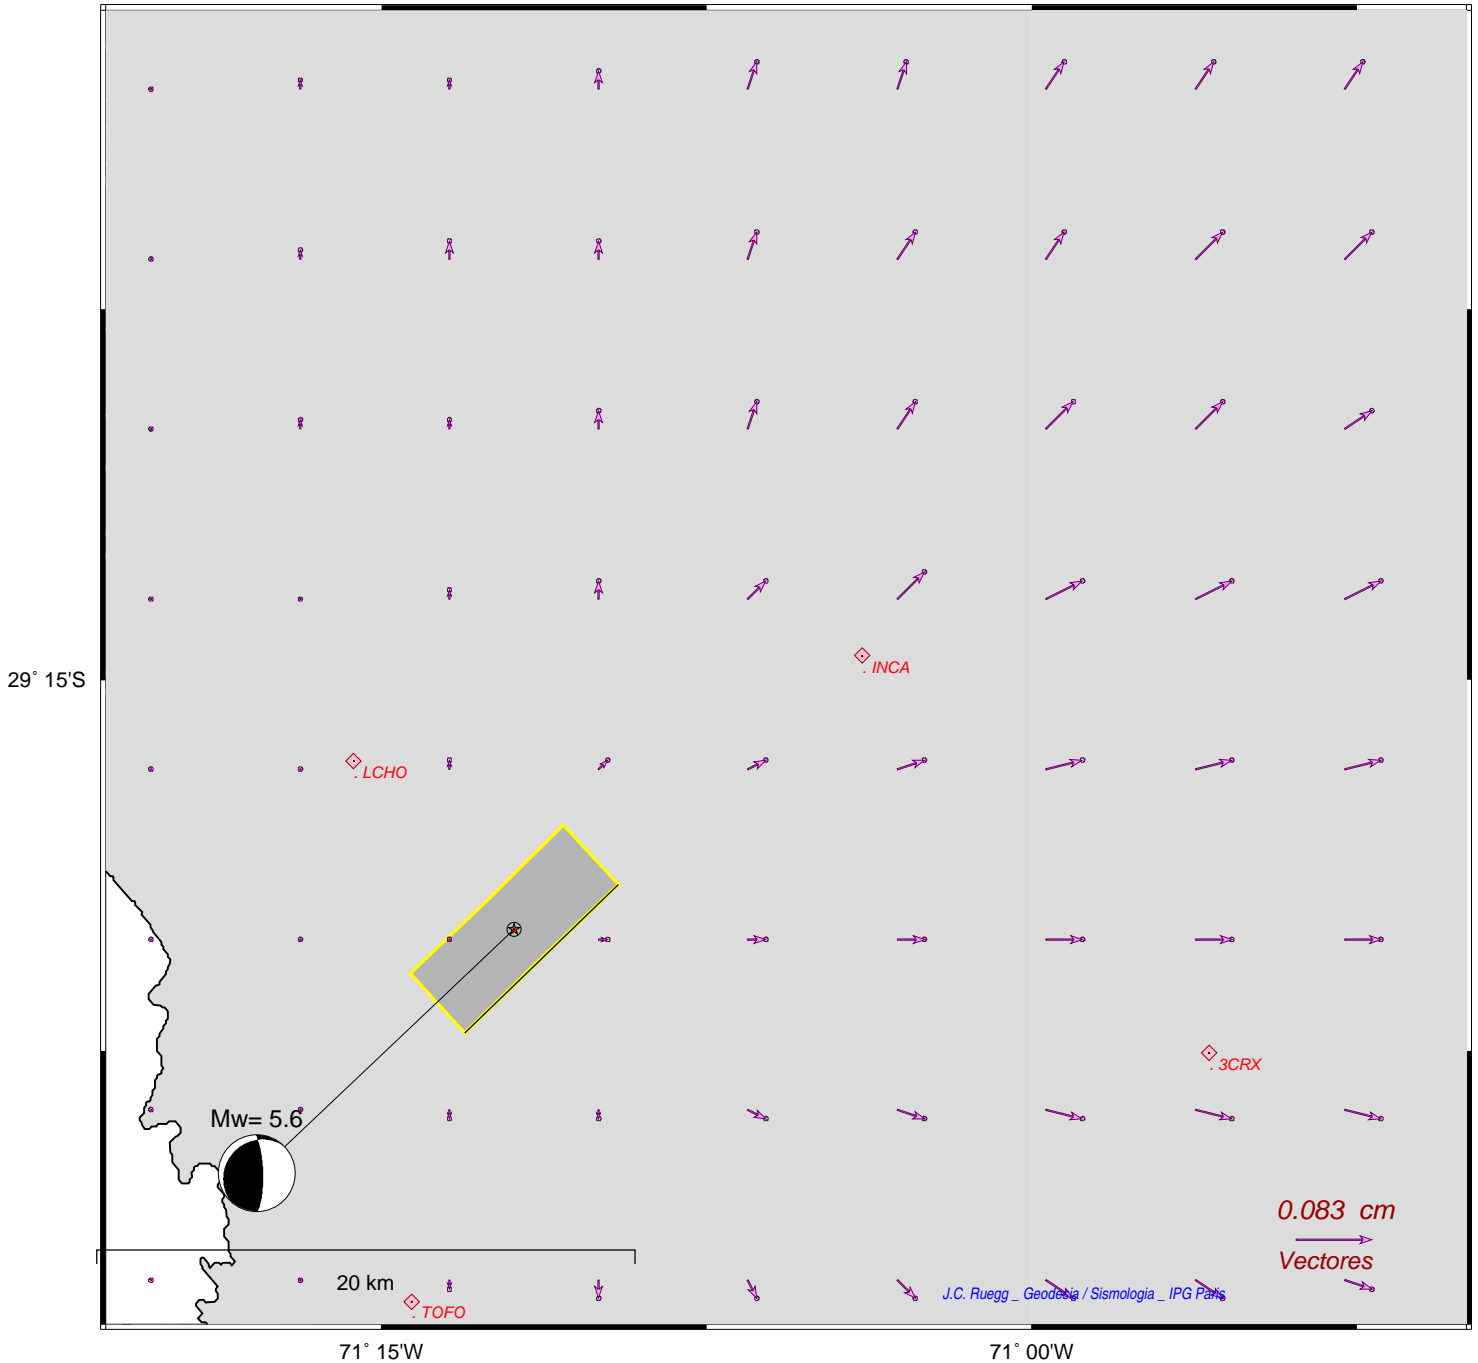 . INCA
29° 15'S
. LCHO
. 3CRX
Mw= 5.6
0.083 cm
Vectores
20 km
J.C. Ruegg _ Geodesia / Sismologia _ IPG Paris
. TOFO
71° 15'W
71° 00'W